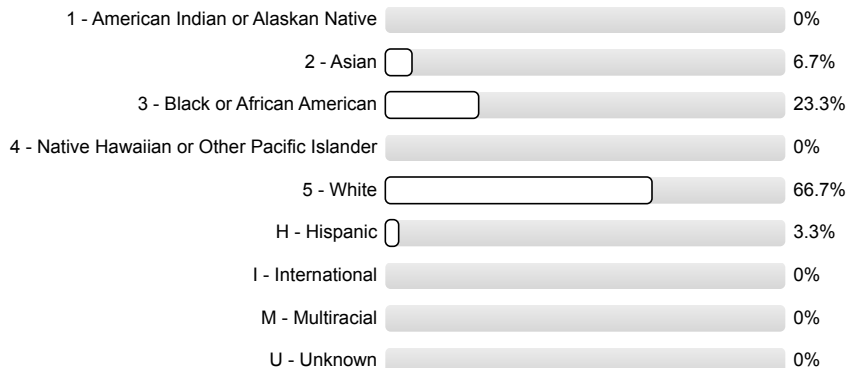 1 - American Indian or Alaskan Native 0%
2 - Asian 6.7%
3 - Black or African American 23.3%
4 - Native Hawaiian or Other Pacific Islander 0%
5 - White 66.7%
H - Hispanic 3.3%
I - International 0%
M - Multiracial 0%
U - Unknown 0%